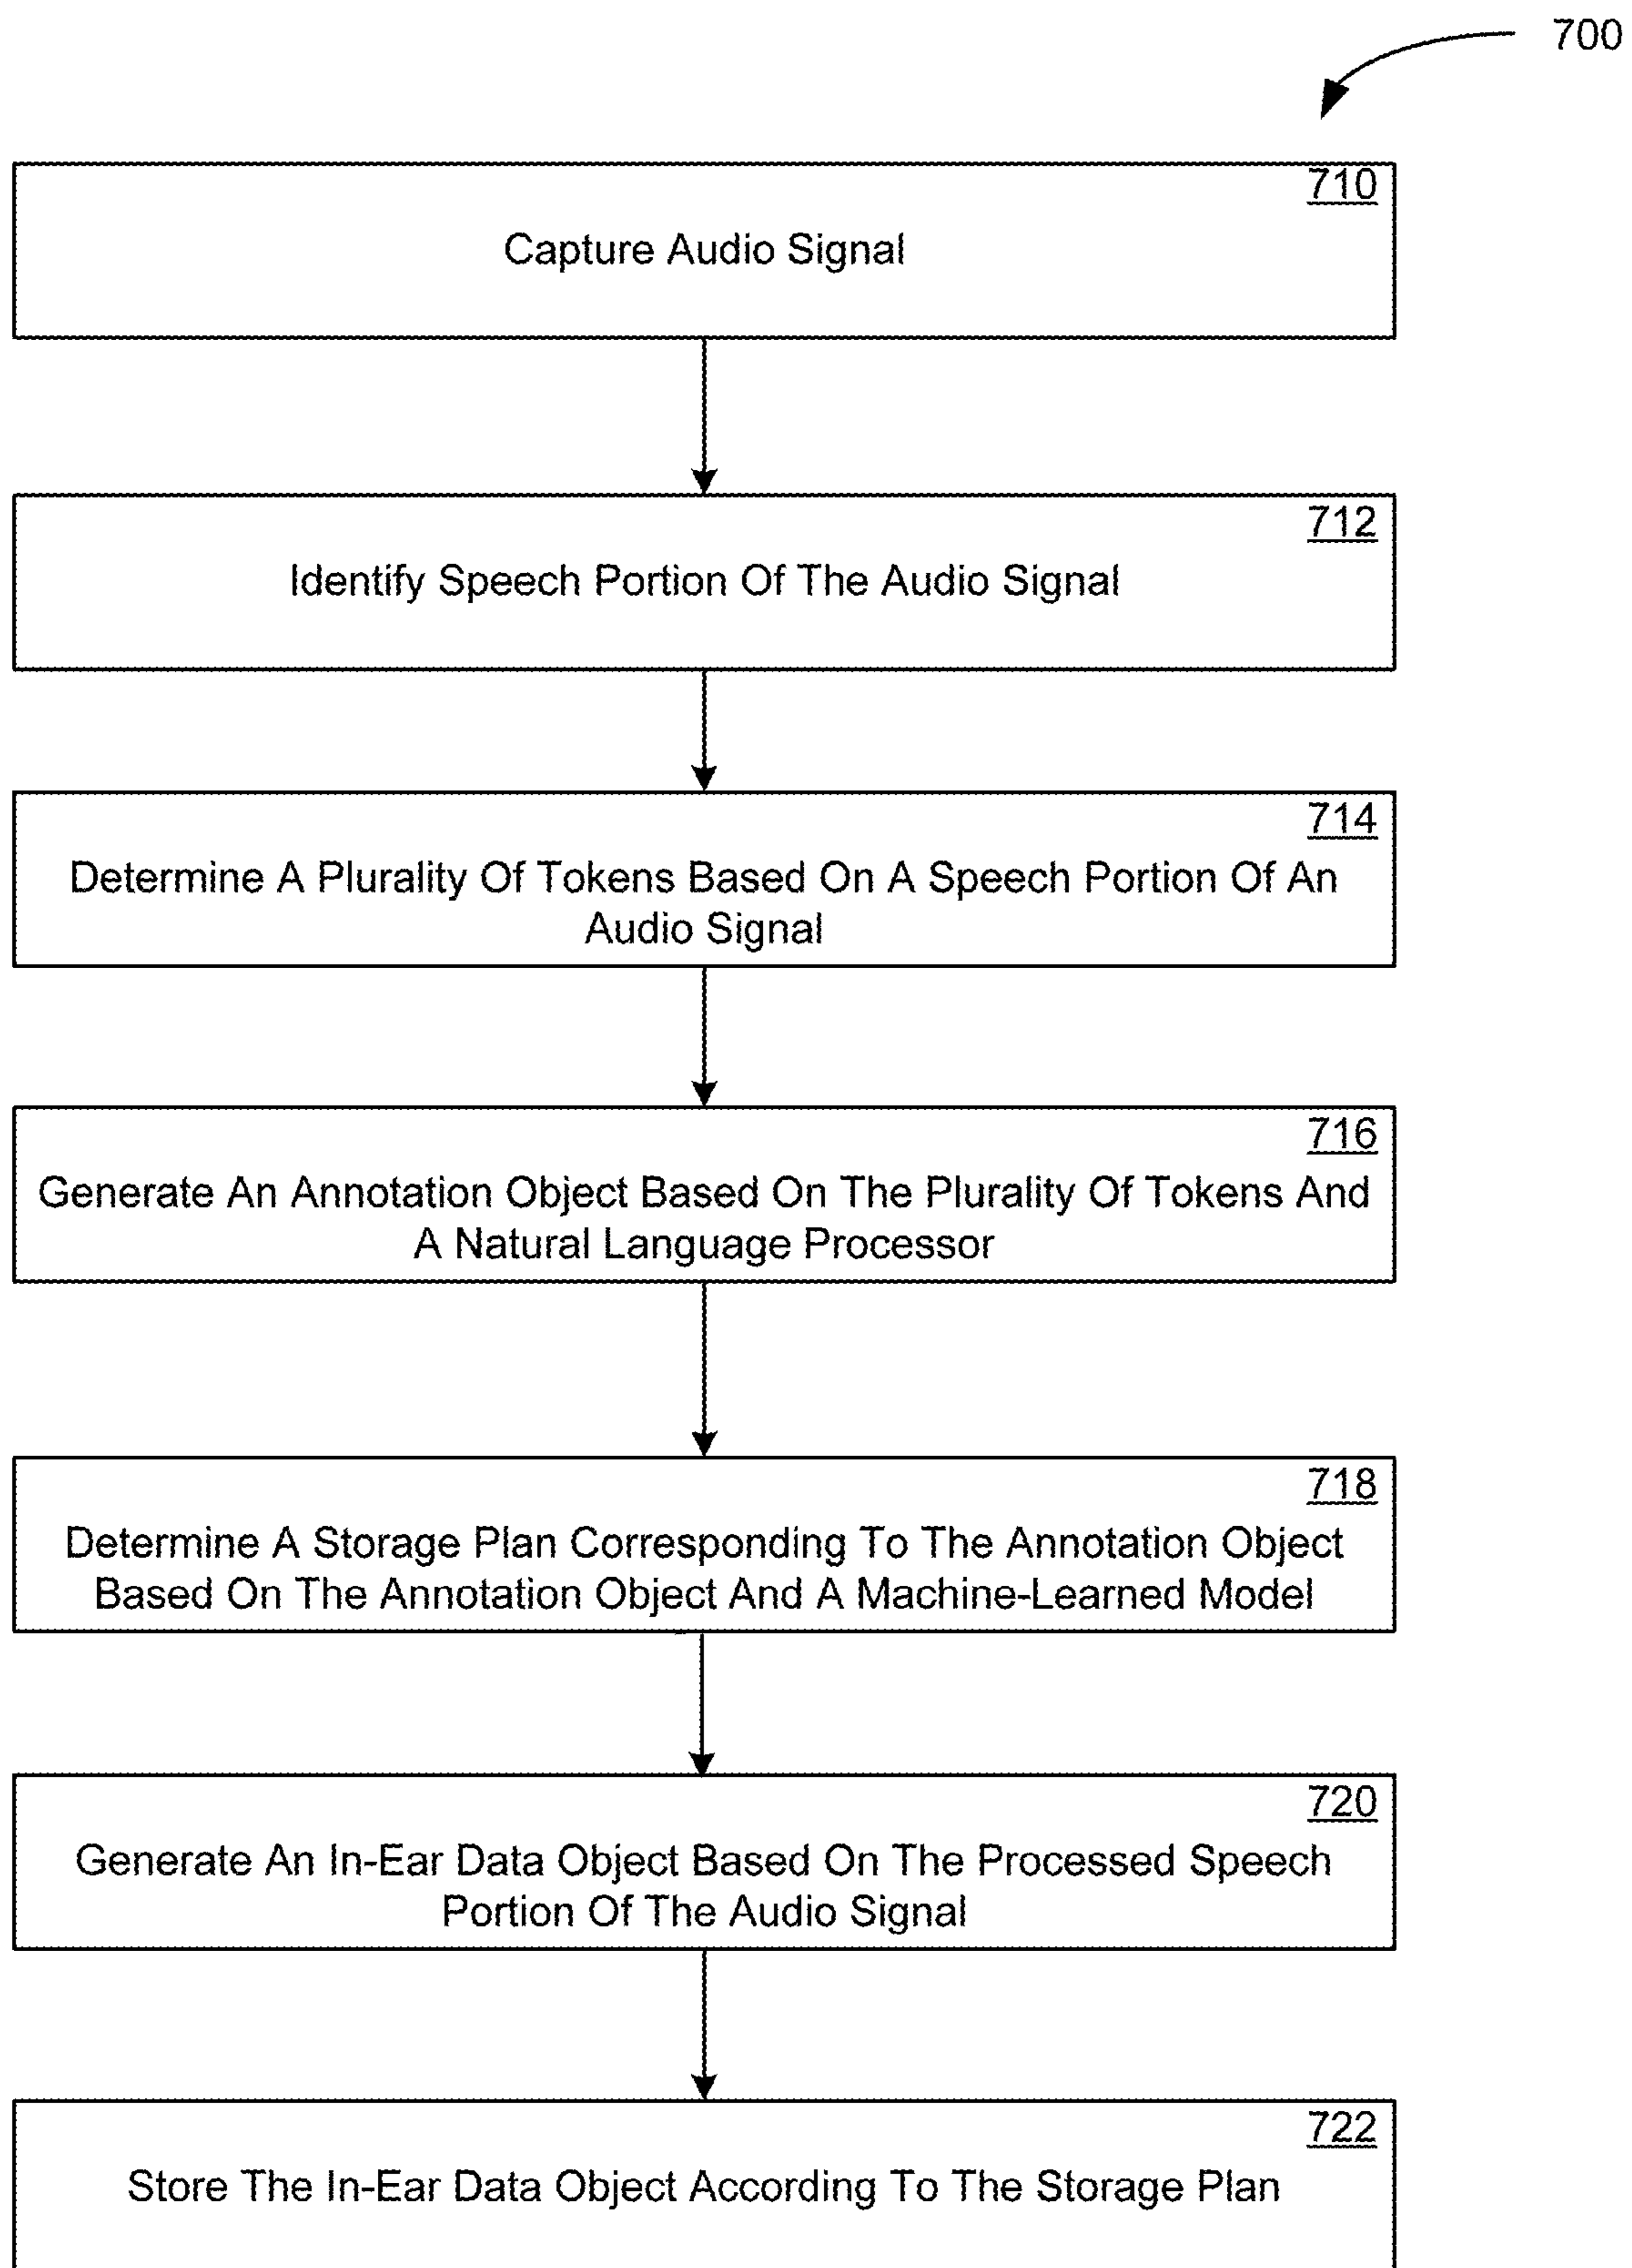 700
710
Capture Audio Signal
712
Identify Speech Portion Of The Audio Signal
714
Determine A Plurality Of Tokens Based On A Speech Portion Of An
Audio Signal
716
Generate An Annotation Object Based On The Plurality Of Tokens And
A Natural Language Processor
718
Determine A Storage Plan Corresponding To The Annotation Object
Based On The Annotation Object And A Machine-Learned Model
720
Generate An In-Ear Data Object Based On The Processed Speech
Portion Of The Audio Signal
722
Store The In-Ear Data Object According To The Storage Plan